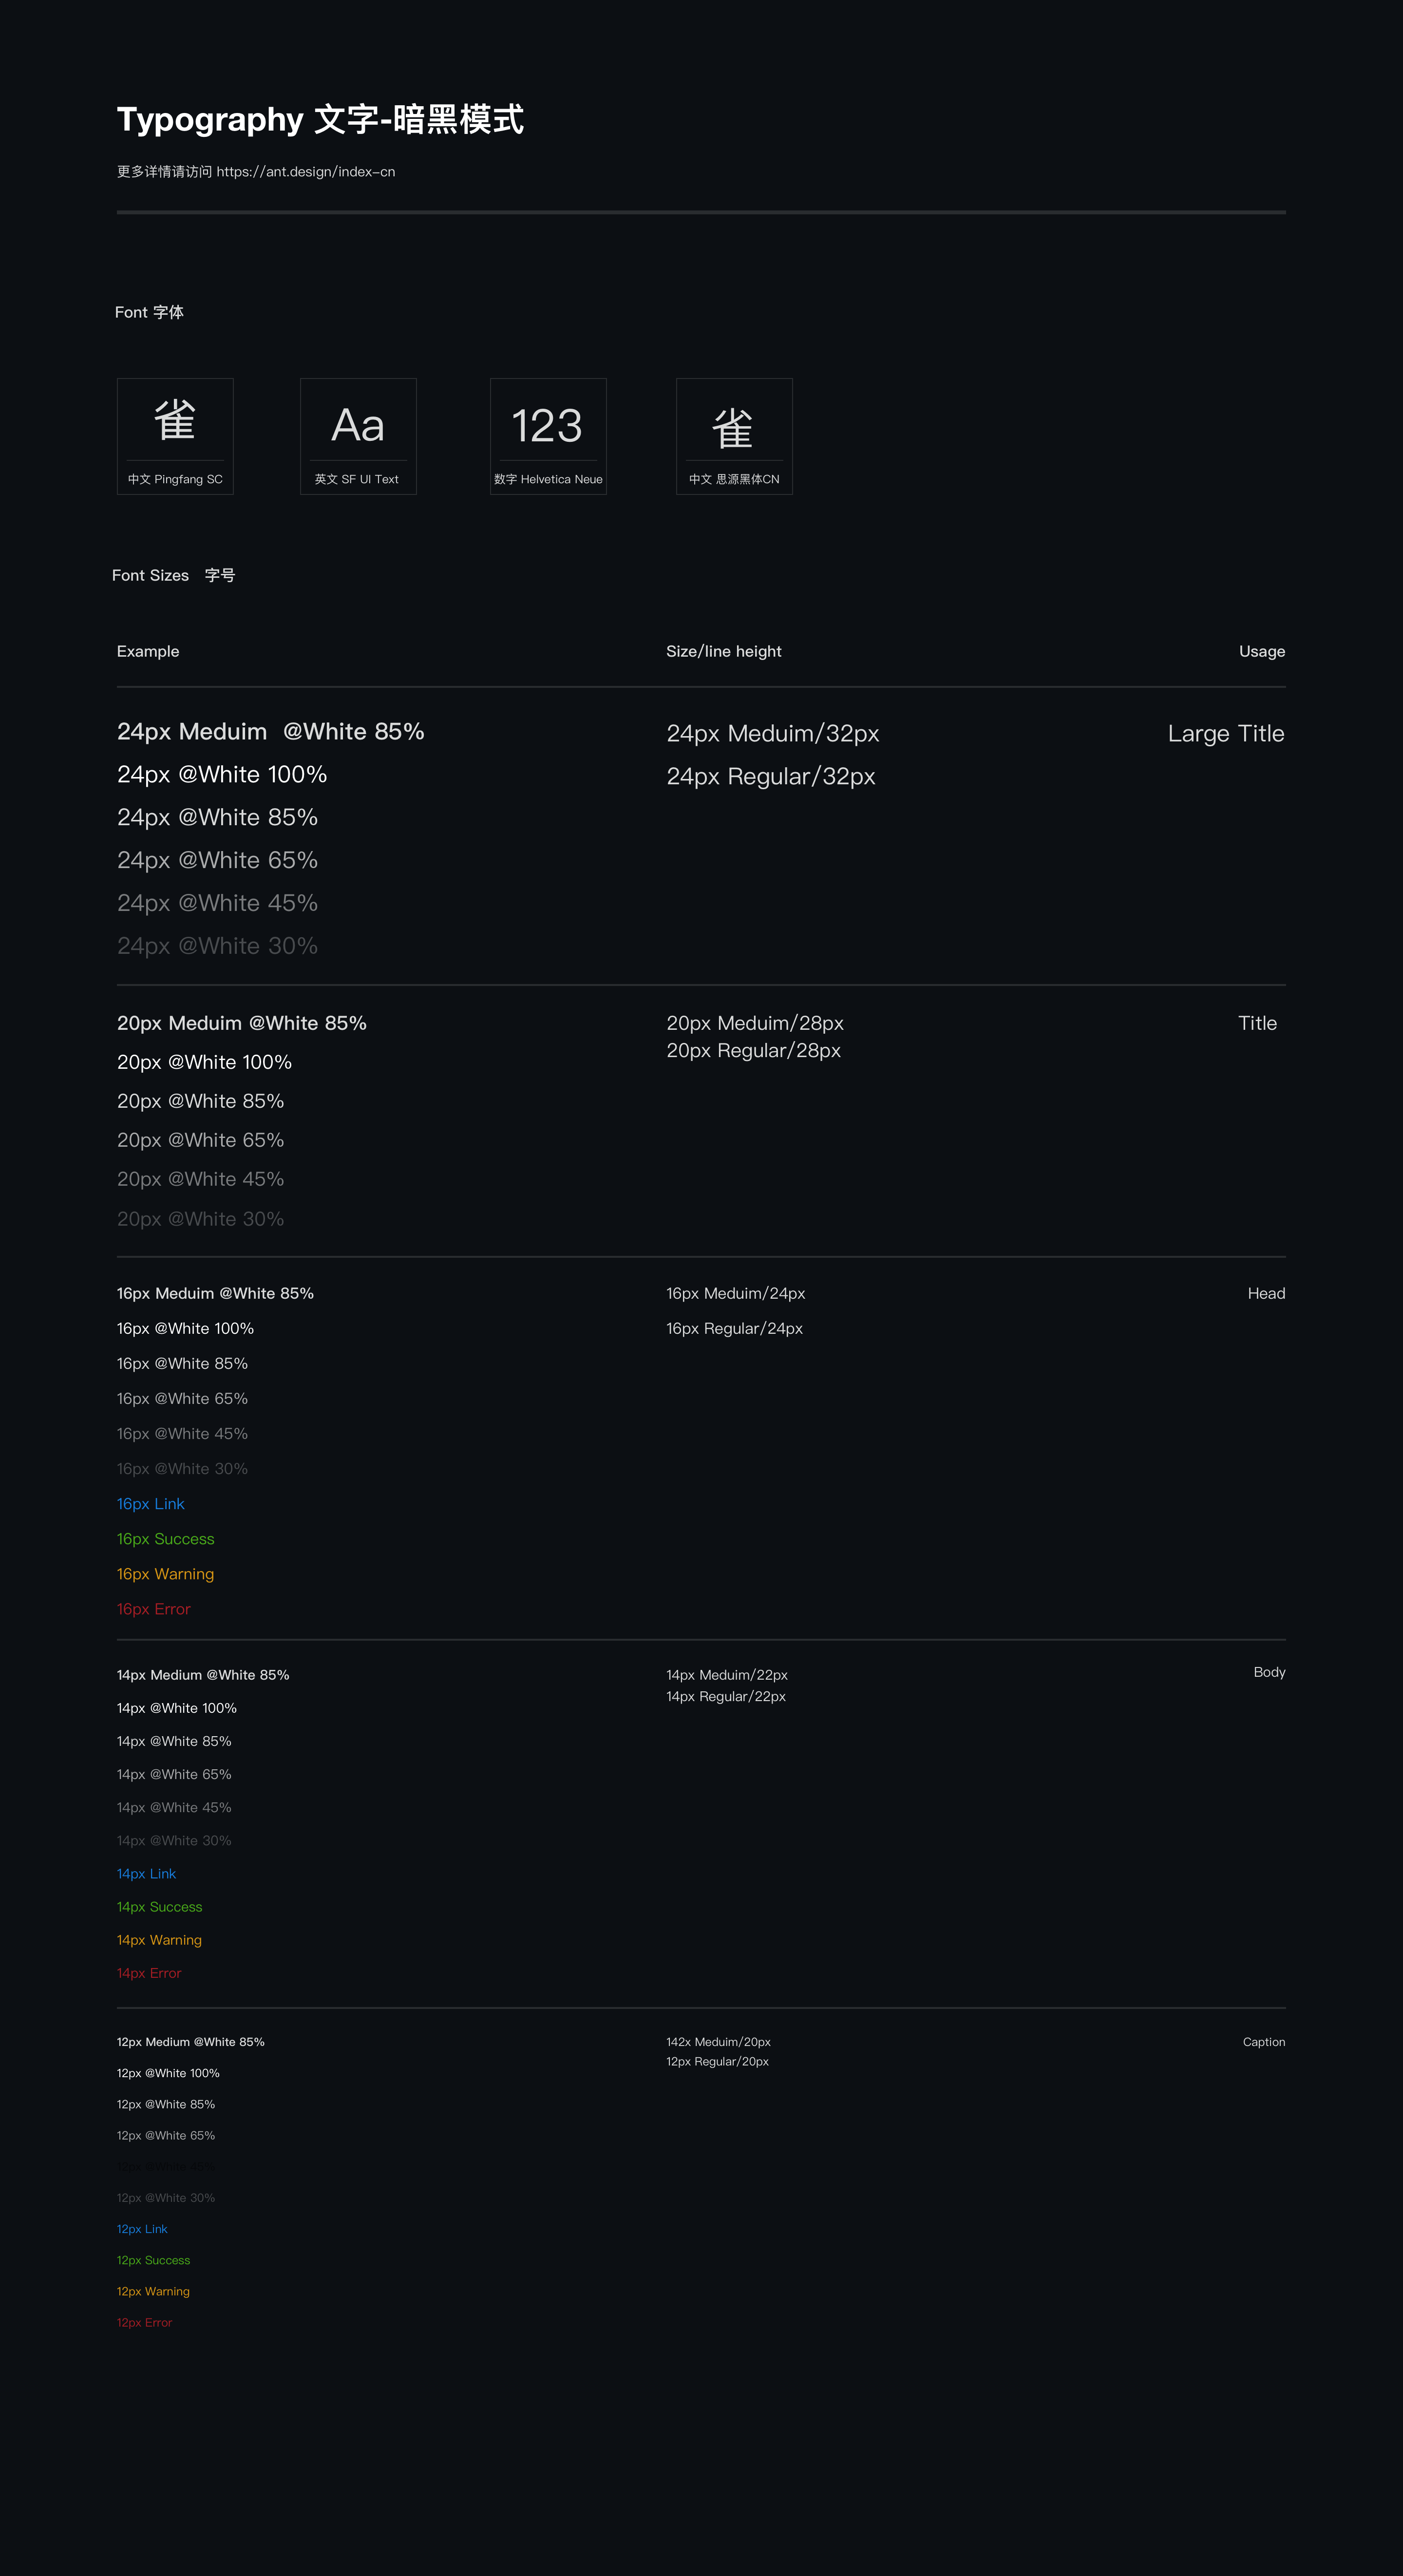 Typography 文字-暗黑模式
更多详情请访问 https://ant.design/index-cn
Font 字体
雀
中文 Pingfang SC
Aa
英文 SF UI Text
123
数字 Helvetica Neue
雀
中文 思源黑体CN
Font Sizes 字号
Example Size/line height Usage
24px Meduim @White 85% 24px Meduim/32px Large Title
24px @White 100% 24px Regular/32px
24px @White 85%
24px @White 65%
24px @White 45%
24px @White 30%
20px Meduim @White 85% 20px Meduim/28px Title
20px Regular/28px
20px @White 100%
20px @White 85%
20px @White 65%
20px @White 45%
20px @White 30%
16px Meduim @White 85% 16px Meduim/24px Head
16px @White 100% 16px Regular/24px
16px @White 85%
16px @White 65%
16px @White 45%
16px @White 30%
16px Link
16px Success
16px Warning
16px Error
14px Medium @White 85% 14px Meduim/22px Body
14px Regular/22px
14px @White 100%
14px @White 85%
14px @White 65%
14px @White 45%
14px @White 30%
14px Link
14px Success
14px Warning
14px Error
12px Medium @White 85% 142x Meduim/20px Caption
12px Regular/20px
12px @White 100%
12px @White 85%
12px @White 65%
12px @White 30%
12px Link
12px Success
12px Warning
12px Error